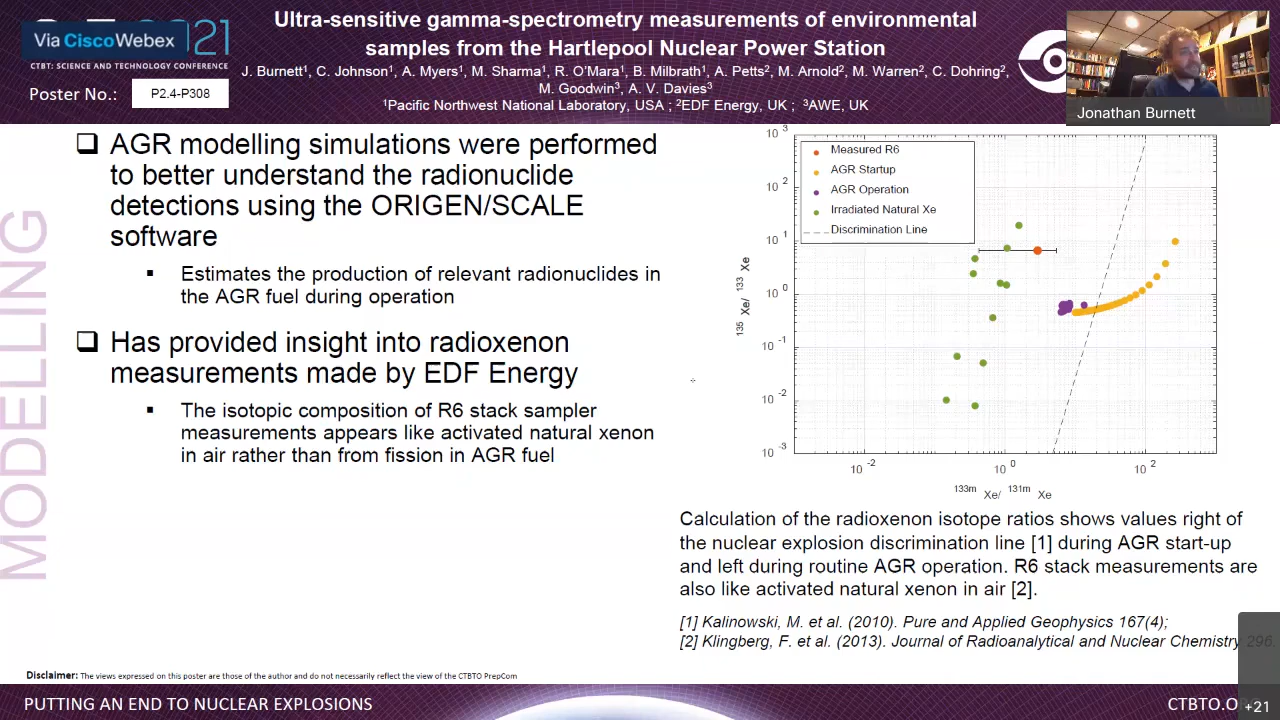 Via CiscoWebex 21
CTBT: SCIENCE AND TECHNOLOGY CONFERENCE
Poster No.: P2.4-P308
Ultra-sensitive gamma-spectrometry measurements of environmental
samples from the Hartlepool Nuclear Power Station
J. Burnett¹, C. Johnson¹, A. Myers¹, M. Sharma¹, R. O'Mara¹, B. Milbrath¹, A. Petts², M. Arnold², M. Warren², C. Dohring²,
M. Goodwin³, A. V. Davies³
¹Pacific Northwest National Laboratory, USA ; ²EDF Energy, UK ; ³AWE, UK
Jonathan Burnett
MODELLING
❑ AGR modelling simulations were performed
to better understand the radionuclide
detections using the ORIGEN/SCALE
software
▪ Estimates the production of relevant radionuclides in
the AGR fuel during operation
❑ Has provided insight into radioxenon
measurements made by EDF Energy
▪ The isotopic composition of R6 stack sampler
measurements appears like activated natural xenon
in air rather than from fission in AGR fuel
Measured R6
AGR Startup
AGR Operation
Irradiated Natural Xe
Discrimination Line
10³
10²
10¹
10⁰
10⁻¹
10⁻²
10⁻³
¹³⁵Xe/ ¹³³Xe
10⁻² 10⁰ 10²
¹³³ᵐXe/ ¹³¹ᵐXe
Calculation of the radioxenon isotope ratios shows values right of
the nuclear explosion discrimination line [1] during AGR start-up
and left during routine AGR operation. R6 stack measurements are
also like activated natural xenon in air [2].
[1] Kalinowski, M. et al. (2010). Pure and Applied Geophysics 167(4);
[2] Klingberg, F. et al. (2013). Journal of Radioanalytical and Nuclear Chemistry 296.
Disclaimer: The views expressed on this poster are those of the author and do not necessarily reflect the view of the CTBTO PrepCom
PUTTING AN END TO NUCLEAR EXPLOSIONS
CTBTO.O
+21